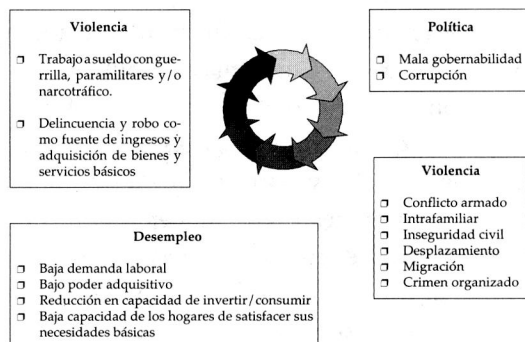 Violencia
❒ Trabajo a sueldo con gue-
rrilla, paramilitares y/o
narcotráfico.
❒ Delincuencia y robo co-
mo fuente de ingresos y
adquisición de bienes y
servicios básicos
Política
❒ Mala gobernabilidad
❒ Corrupción
Violencia
❒ Conflicto armado
❒ Intrafamiliar
❒ Inseguridad civil
❒ Desplazamiento
❒ Migración
❒ Crimen organizado
Desempleo
❒ Baja demanda laboral
❒ Bajo poder adquisitivo
❒ Reducción en capacidad de invertir/consumir
❒ Baja capacidad de los hogares de satisfacer sus
necesidades básicas